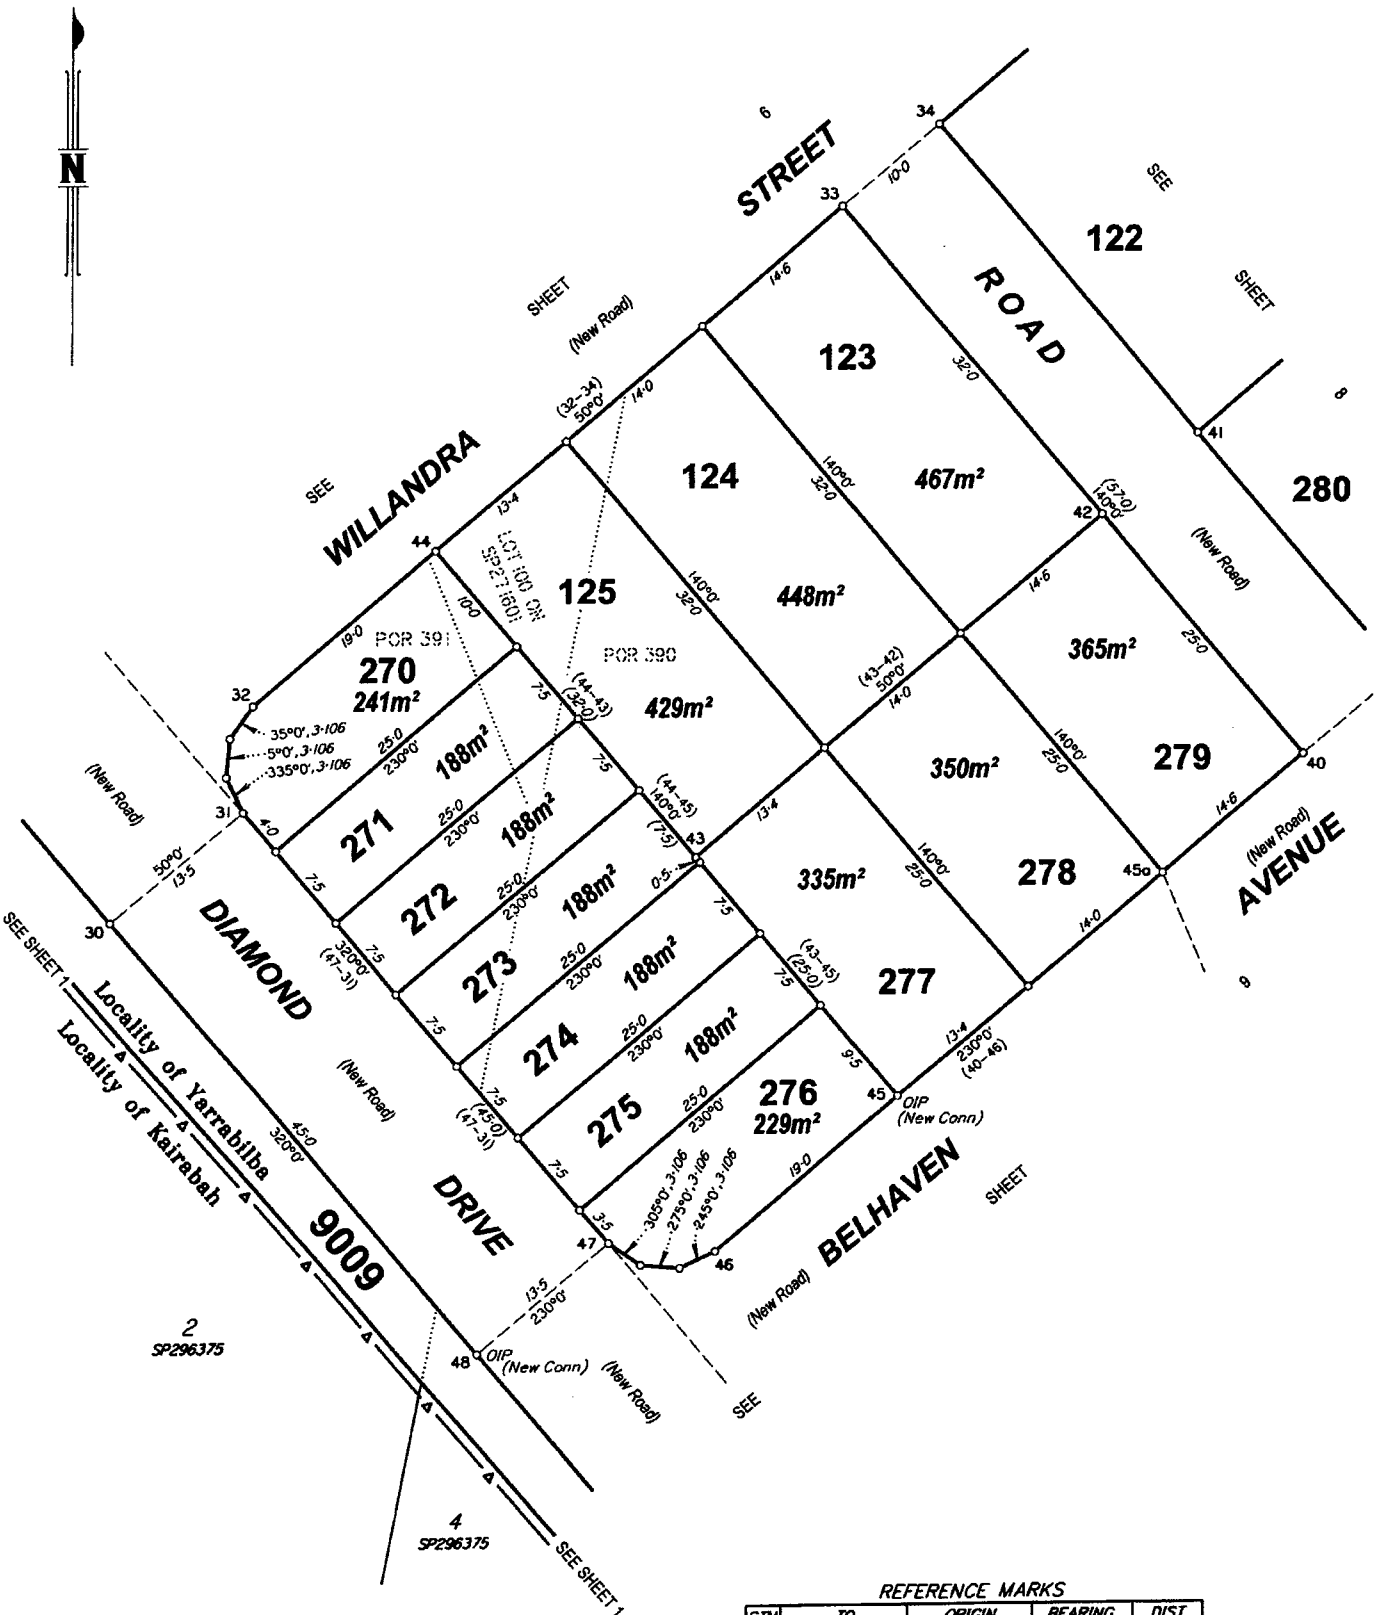 N
6
34
SEE
STREET
10·0
33
122
SHEET
14·6
ROAD
SHEET
(New Road)
123
32·0
8
(32-34)
50°0'
14·0
41
WILLANDRA
124
140°0'
32·0
467m²
280
SEE
13·4
42
(57·0)
140°0'
44
LOT 100 ON
SP271601
(New Road)
125
140°0'
32·0
448m²
14·6
10·0
19·0
POR 391
POR 390
365m²
25·0
270
241m²
(43-42)
50°0'
14·0
32
7·5
(44-43)
(32·0)
429m²
35°0', 3·106
5°0', 3·106
335°0', 3·106
25·0
230°0'
188m²
140°0'
25·0
279
40
(New Road)
31
7·5
350m²
14·6
4·0
271
25·0
230°0'
188m²
(44-45)
140°0'
(7·5)
43
13·4
(New Road)
AVENUE
50°0'
13·5
7·5
0·5
140°0'
25·0
278
45a
272
25·0
230°0'
188m²
335m²
7·5
14·0
30
DIAMOND
320°0'
(47-31)
7·5
273
25·0
230°0'
188m²
(43-45)
(25·0)
7·5
277
9
SEE SHEET 1
Locality of Yarrabilba
Locality of Kairabah
7·5
274
25·0
230°0'
188m²
9·5
13·4
230°0'
(40-46)
(New Road)
7·5
(45·0)
(47-31)
275
25·0
230°0'
276
229m²
45
OIP
(New Conn)
45·0
320°0'
7·5
305°0', 3·106
275°0', 3·106
245°0', 3·106
19·0
DRIVE
3·5
BELHAVEN
SHEET
9009
47
46
13·5
230°0'
(New Road)
2
SP296375
48
OIP
(New Conn)
(New Road)
SEE
4
SP296375
SEE SHEET 1
REFERENCE MARKS
STN TO ORIGIN BEARING DIST